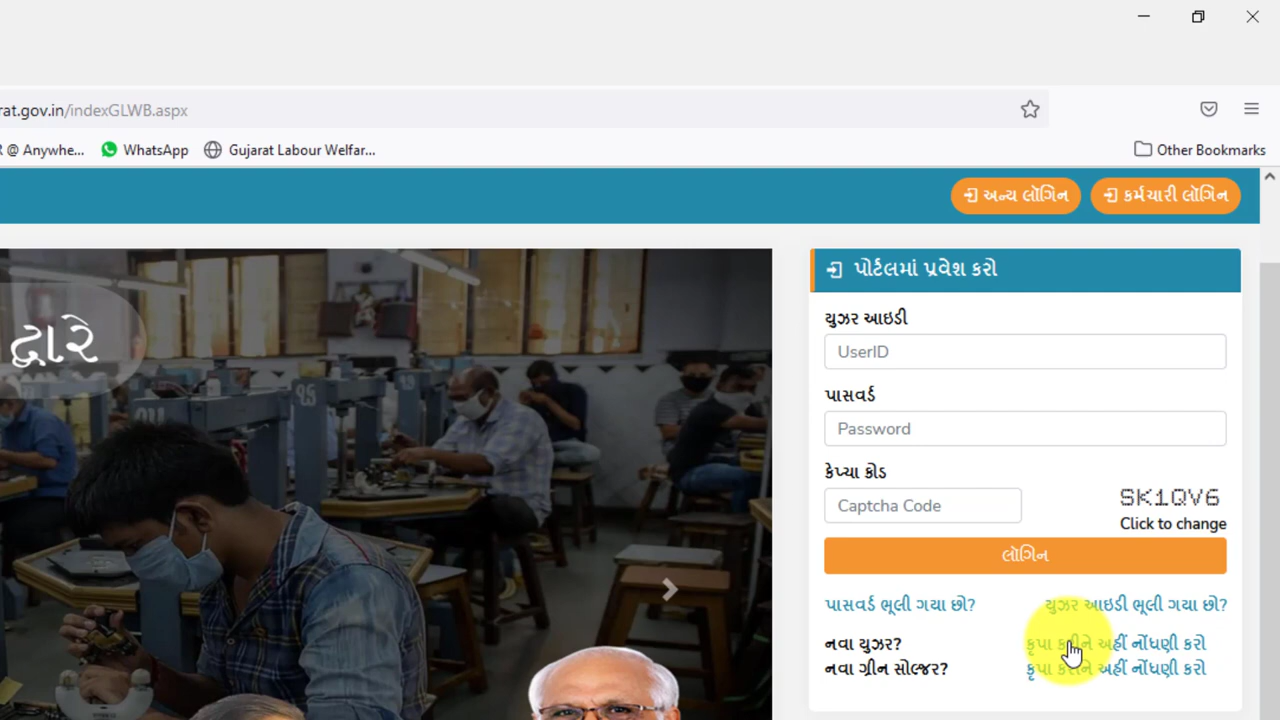 rat.gov.in/indexGLWB.aspx
R @ Anywhe... WhatsApp Gujarat Labour Welfar...
Other Bookmarks
અન્ય લૉગિન કર્મચારી લૉગિન
દ્વારે
પોર્ટલમાં પ્રવેશ કરો
યુઝર આઇડી
UserID
પાસવર્ડ
Password
કેપ્ચા કોડ
Captcha Code
SK1QV6
Click to change
લૉગિન
પાસવર્ડ ભૂલી ગયા છો? યુઝર આઇડી ભૂલી ગયા છો?
નવા યુઝર? કૃપા કરીને અહીં નોંધણી કરો
નવા ગ્રીન સોલ્જર? કૃપા કરીને અહીં નોંધણી કરો